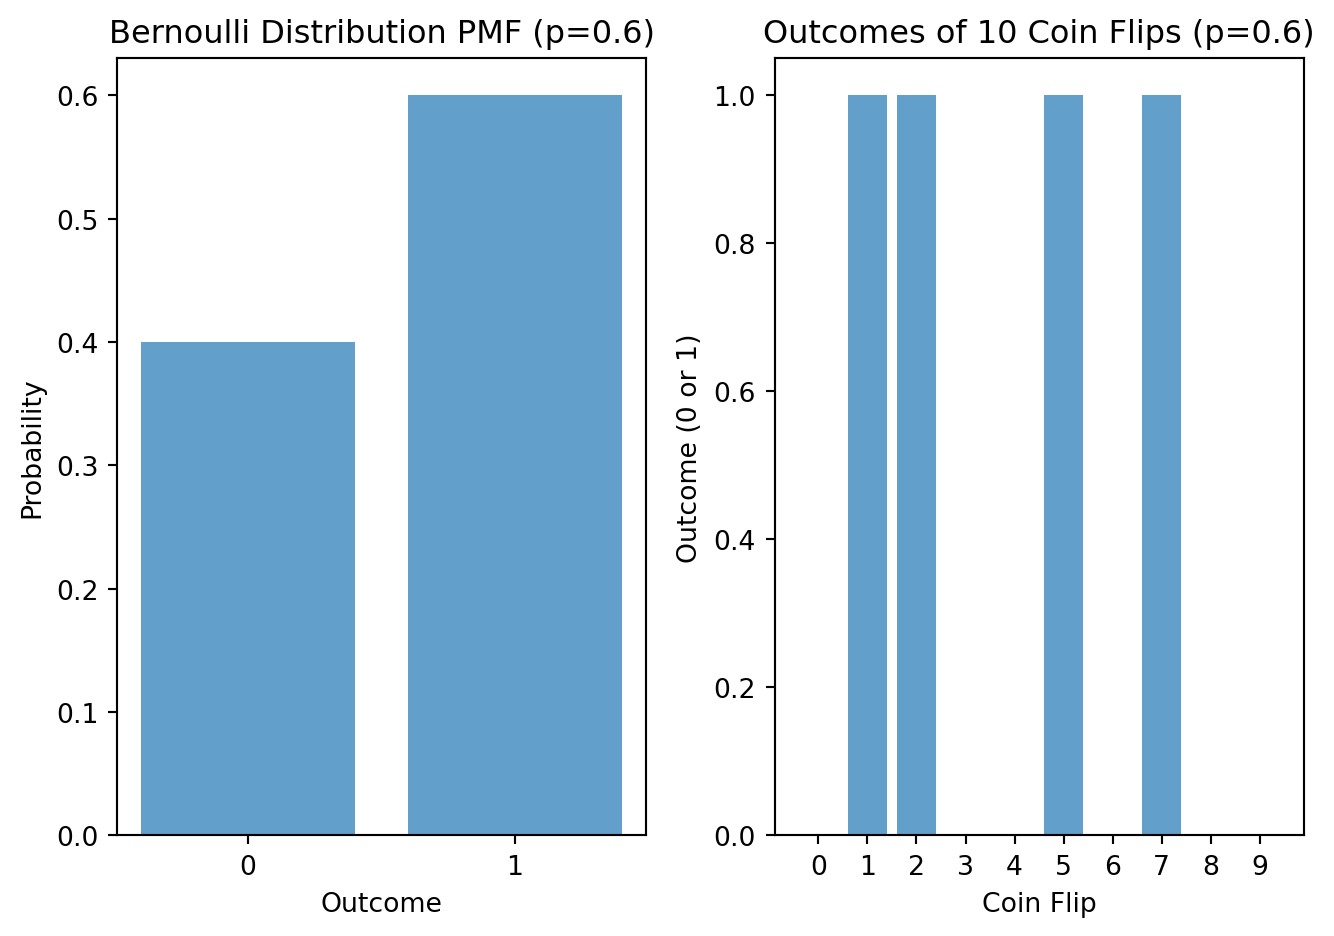 Bernoulli Distribution PMF (p=0.6)
0.6
0.5
0.4
0.3
0.2
0.1
0.0
Probability
0 1
Outcome
Outcomes of 10 Coin Flips (p=0.6)
1.0
0.8
0.6
0.4
0.2
0.0
Outcome (0 or 1)
0 1 2 3 4 5 6 7 8 9
Coin Flip